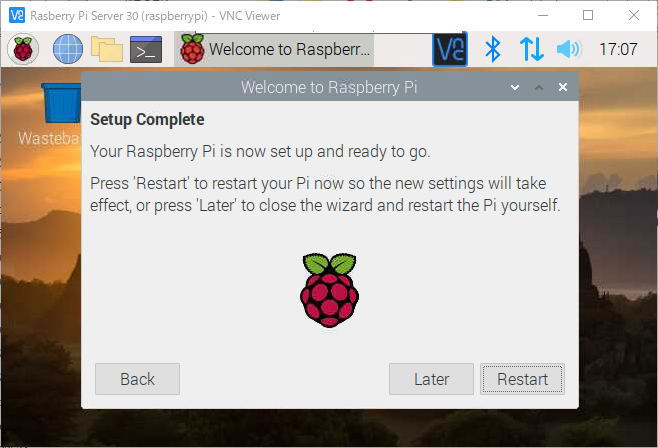 Rasberry Pi Server 30 (raspberrypi) - VNC Viewer
Welcome to Raspberr...
17:07
Welcome to Raspberry Pi
Setup Complete
Your Raspberry Pi is now set up and ready to go.
Press 'Restart' to restart your Pi now so the new settings will take
effect, or press 'Later' to close the wizard and restart the Pi yourself.
Back
Later
Restart